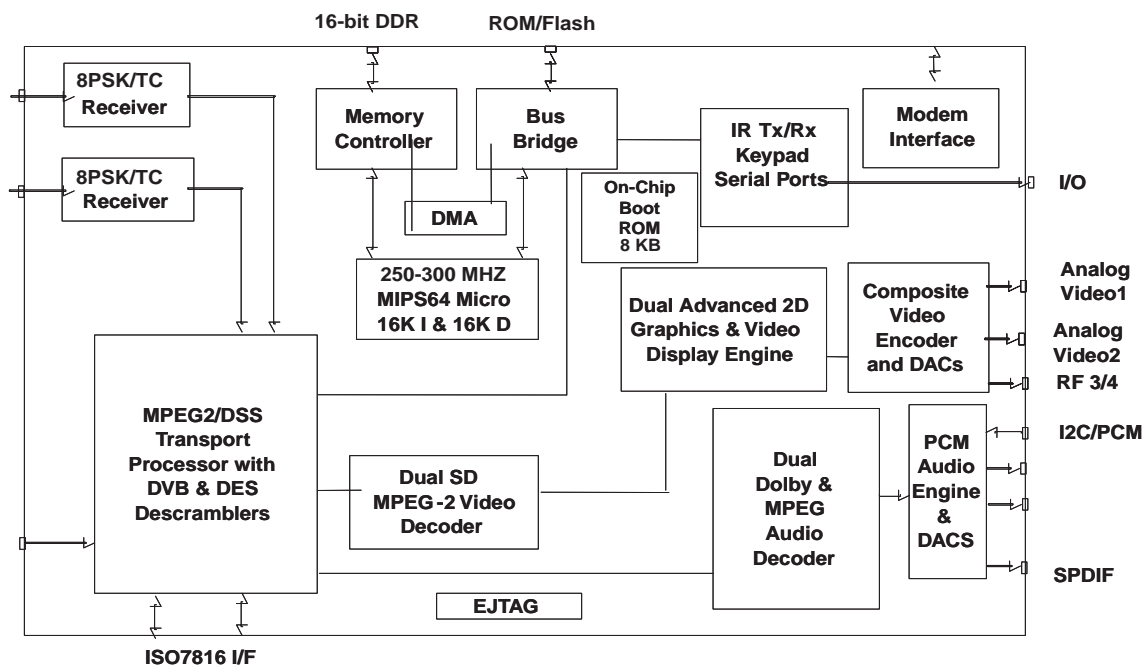 16-bit DDR
ROM/Flash
8PSK/TC
Receiver
8PSK/TC
Receiver
Memory
Controller
Bus
Bridge
DMA
250-300 MHZ
MIPS64 Micro
16K I & 16K D
On-Chip
Boot
ROM
8 KB
IR Tx/Rx
Keypad
Serial Ports
Modem
Interface
I/O
Dual Advanced 2D
Graphics & Video
Display Engine
Composite
Video
Encoder
and DACs
Analog
Video1
Analog
Video2
RF 3/4
MPEG2/DSS
Transport
Processor with
DVB & DES
Descramblers
Dual SD
MPEG-2 Video
Decoder
Dual
Dolby &
MPEG
Audio
Decoder
PCM
Audio
Engine
&
DACS
I2C/PCM
SPDIF
EJTAG
ISO7816 I/F